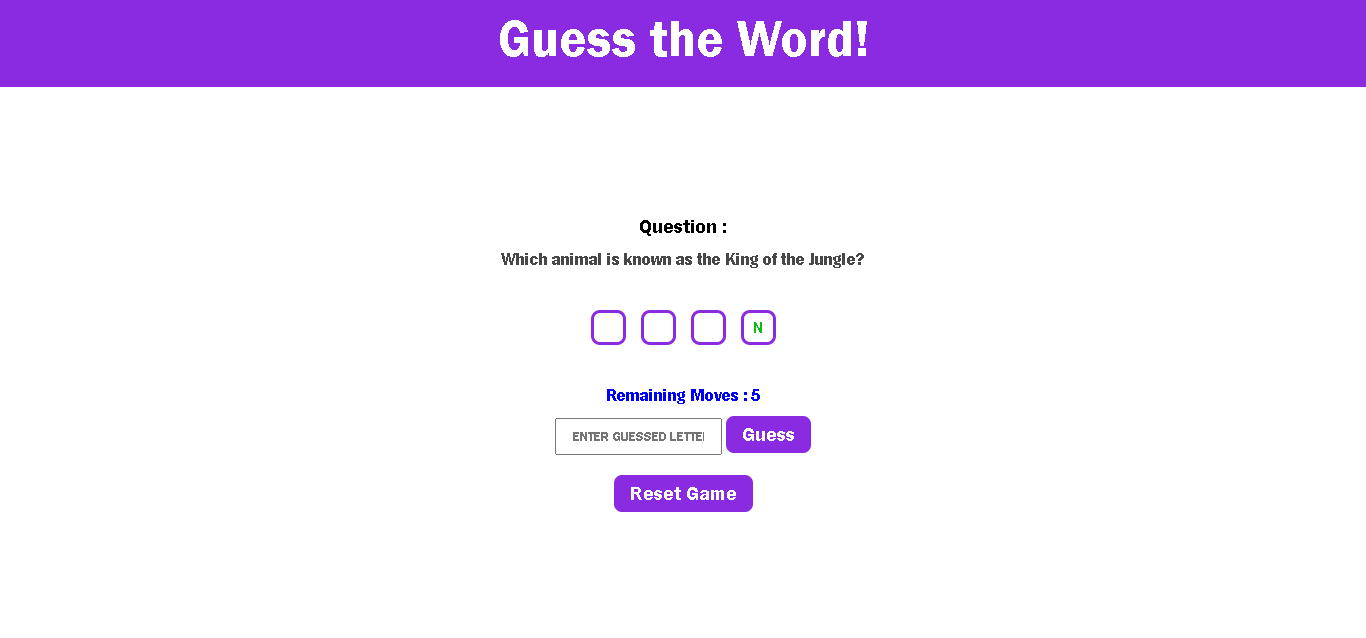 Guess the Word!
Question :
Which animal is known as the King of the Jungle?
N
Remaining Moves : 5
ENTER GUESSED LETTE
Guess
Reset Game